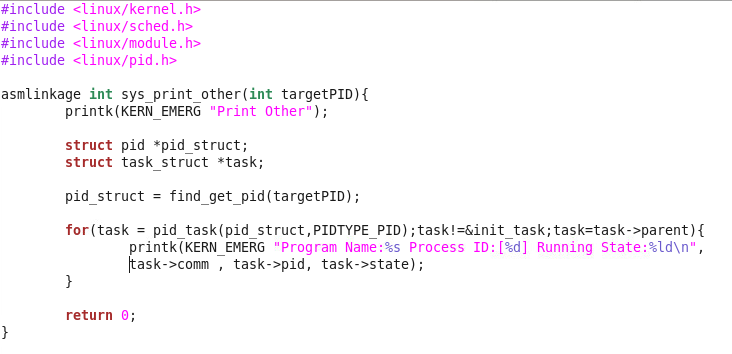 #include <linux/kernel.h>
#include <linux/sched.h>
#include <linux/module.h>
#include <linux/pid.h>

asmlinkage int sys_print_other(int targetPID){
        printk(KERN_EMERG "Print Other");

        struct pid *pid_struct;
        struct task_struct *task;

        pid_struct = find_get_pid(targetPID);

        for(task = pid_task(pid_struct,PIDTYPE_PID);task!=&init_task;task=task->parent){
                printk(KERN_EMERG "Program Name:%s Process ID:[%d] Running State:%ld\n",
                task->comm , task->pid, task->state);
        }

        return 0;
}